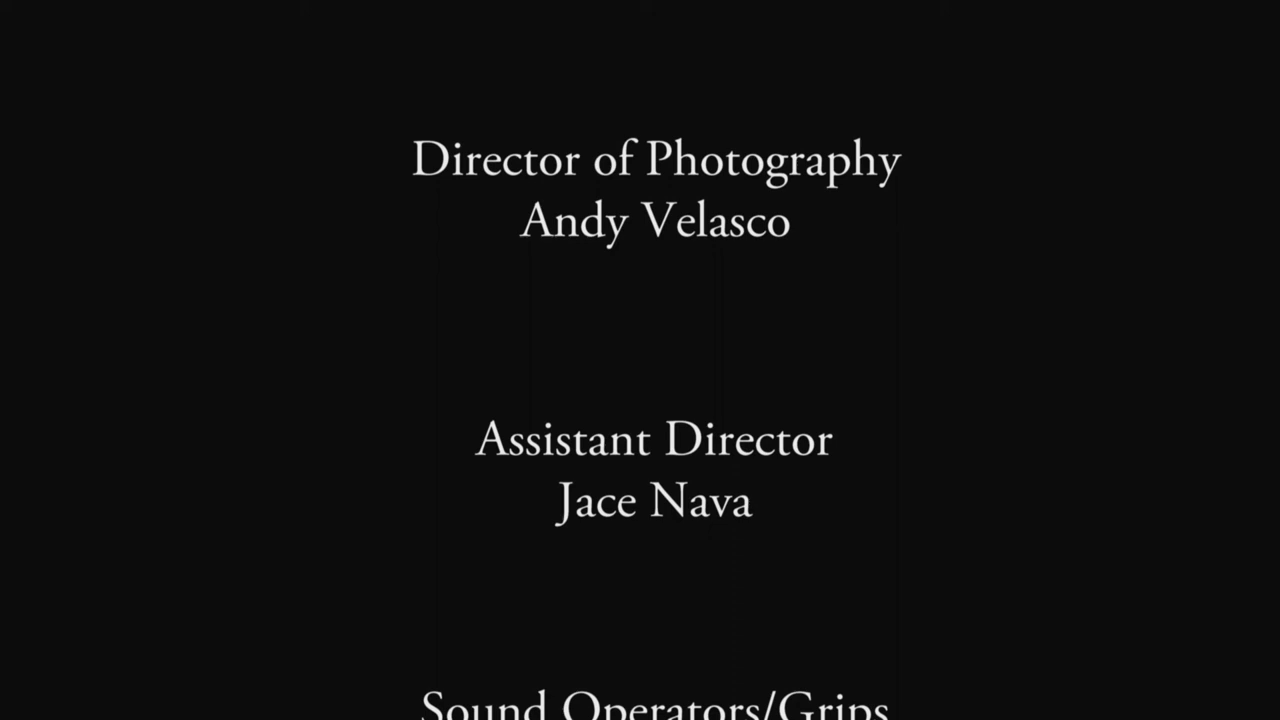 Director of Photography
Andy Velasco
Assistant Director
Jace Nava
Sound Operators/Grips